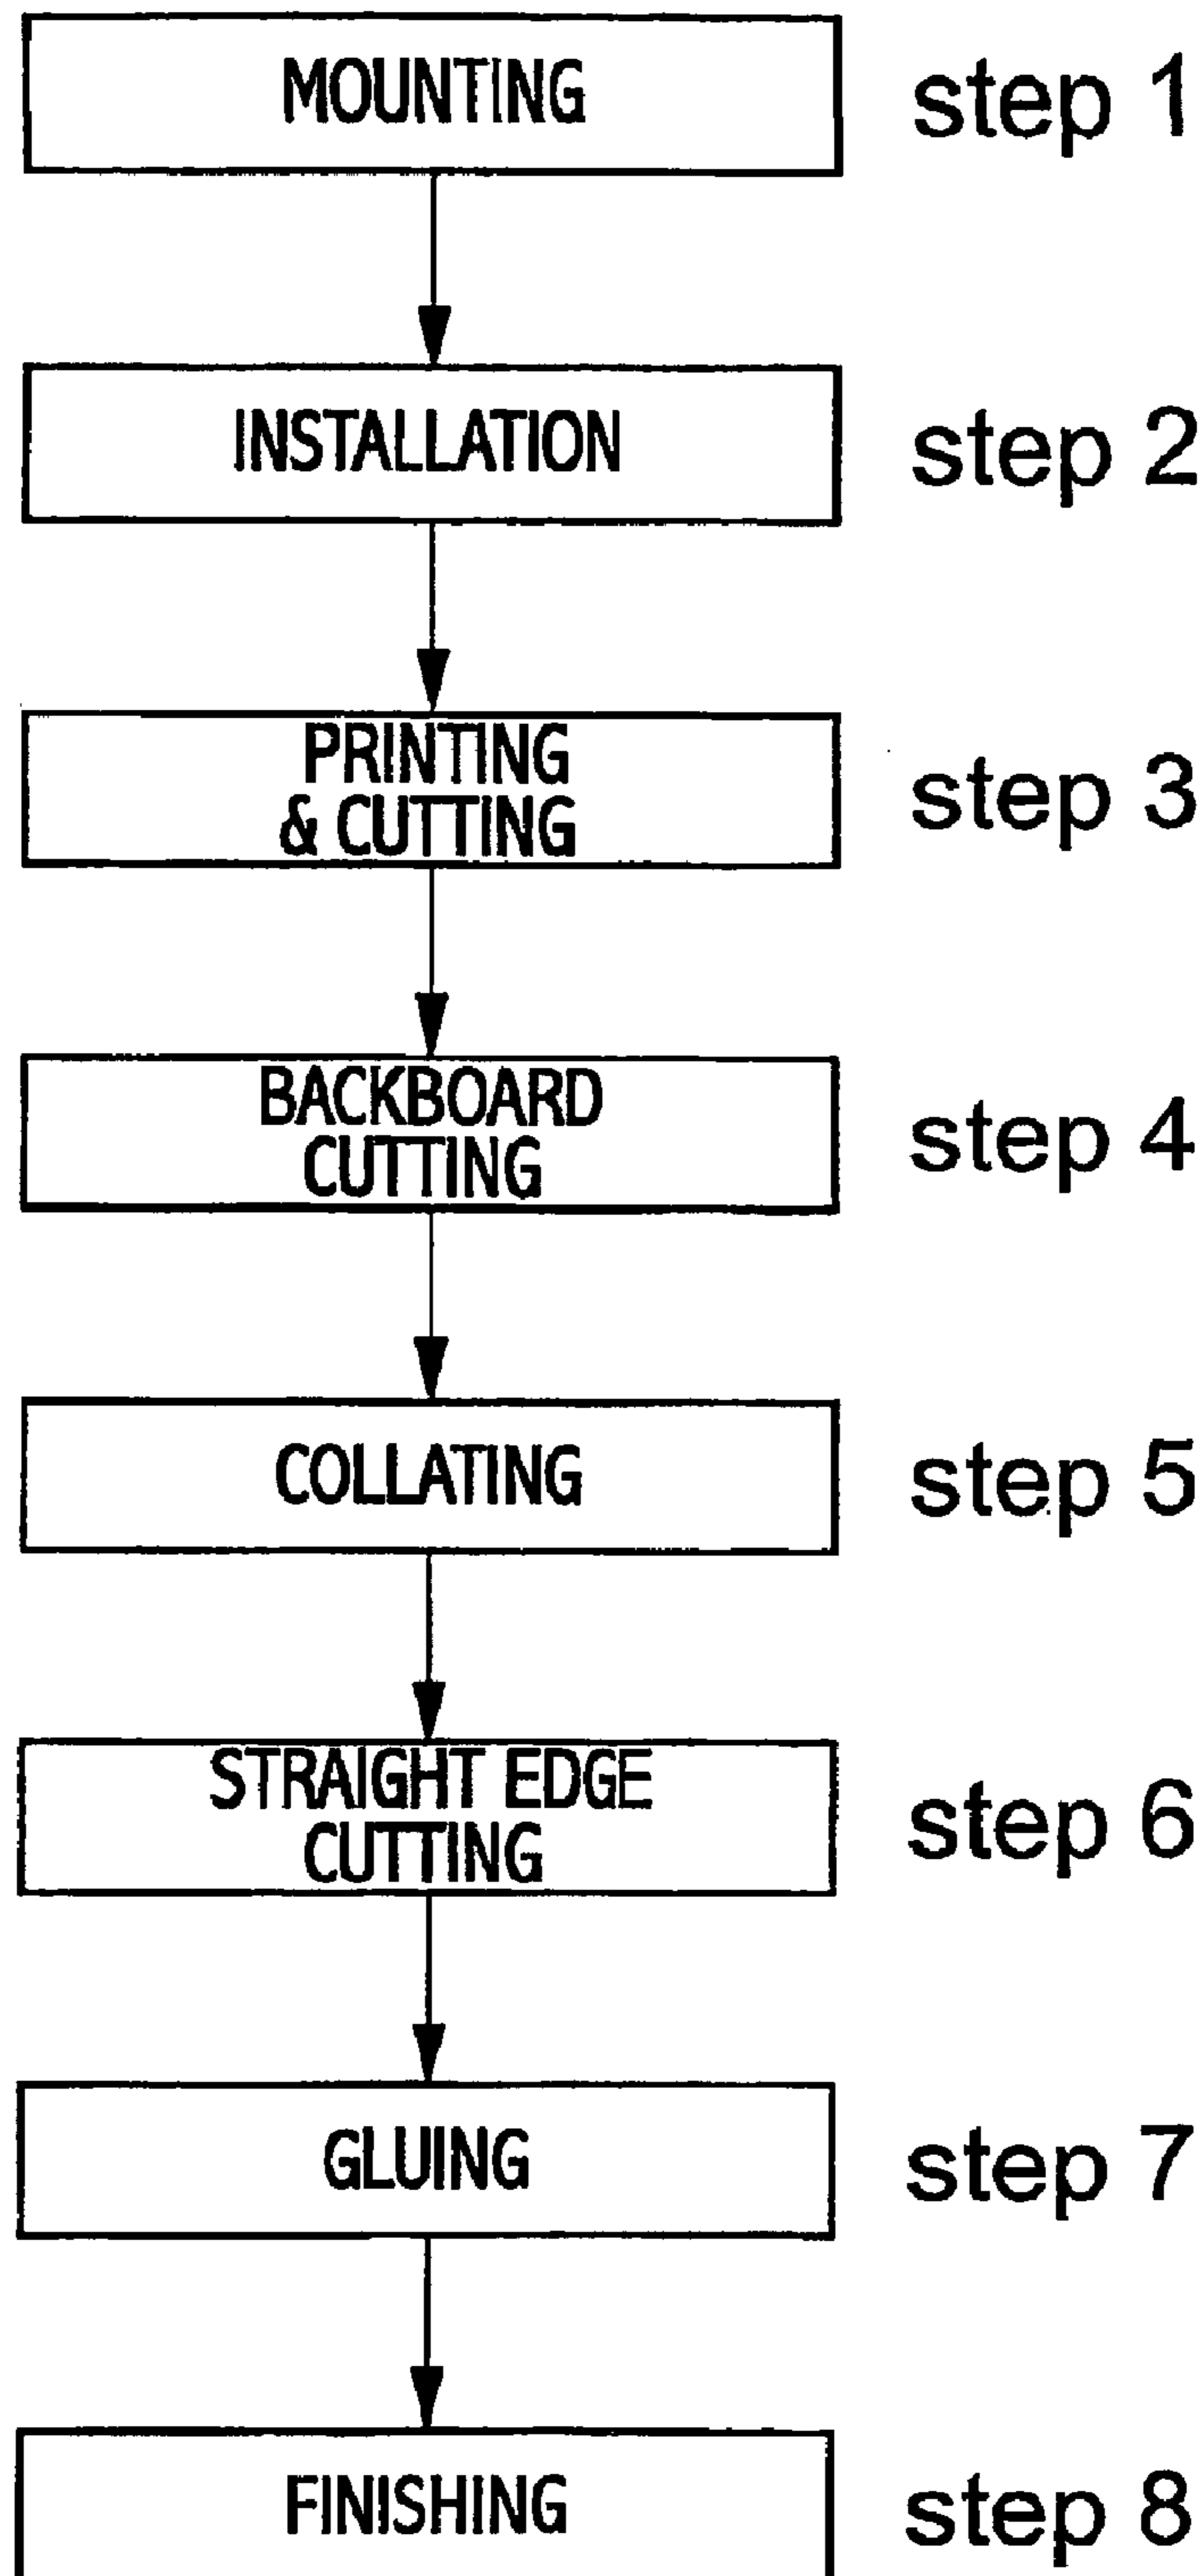 MOUNTING step 1
INSTALLATION step 2
PRINTING
& CUTTING step 3
BACKBOARD
CUTTING step 4
COLLATING step 5
STRAIGHT EDGE
CUTTING step 6
GLUING step 7
FINISHING step 8